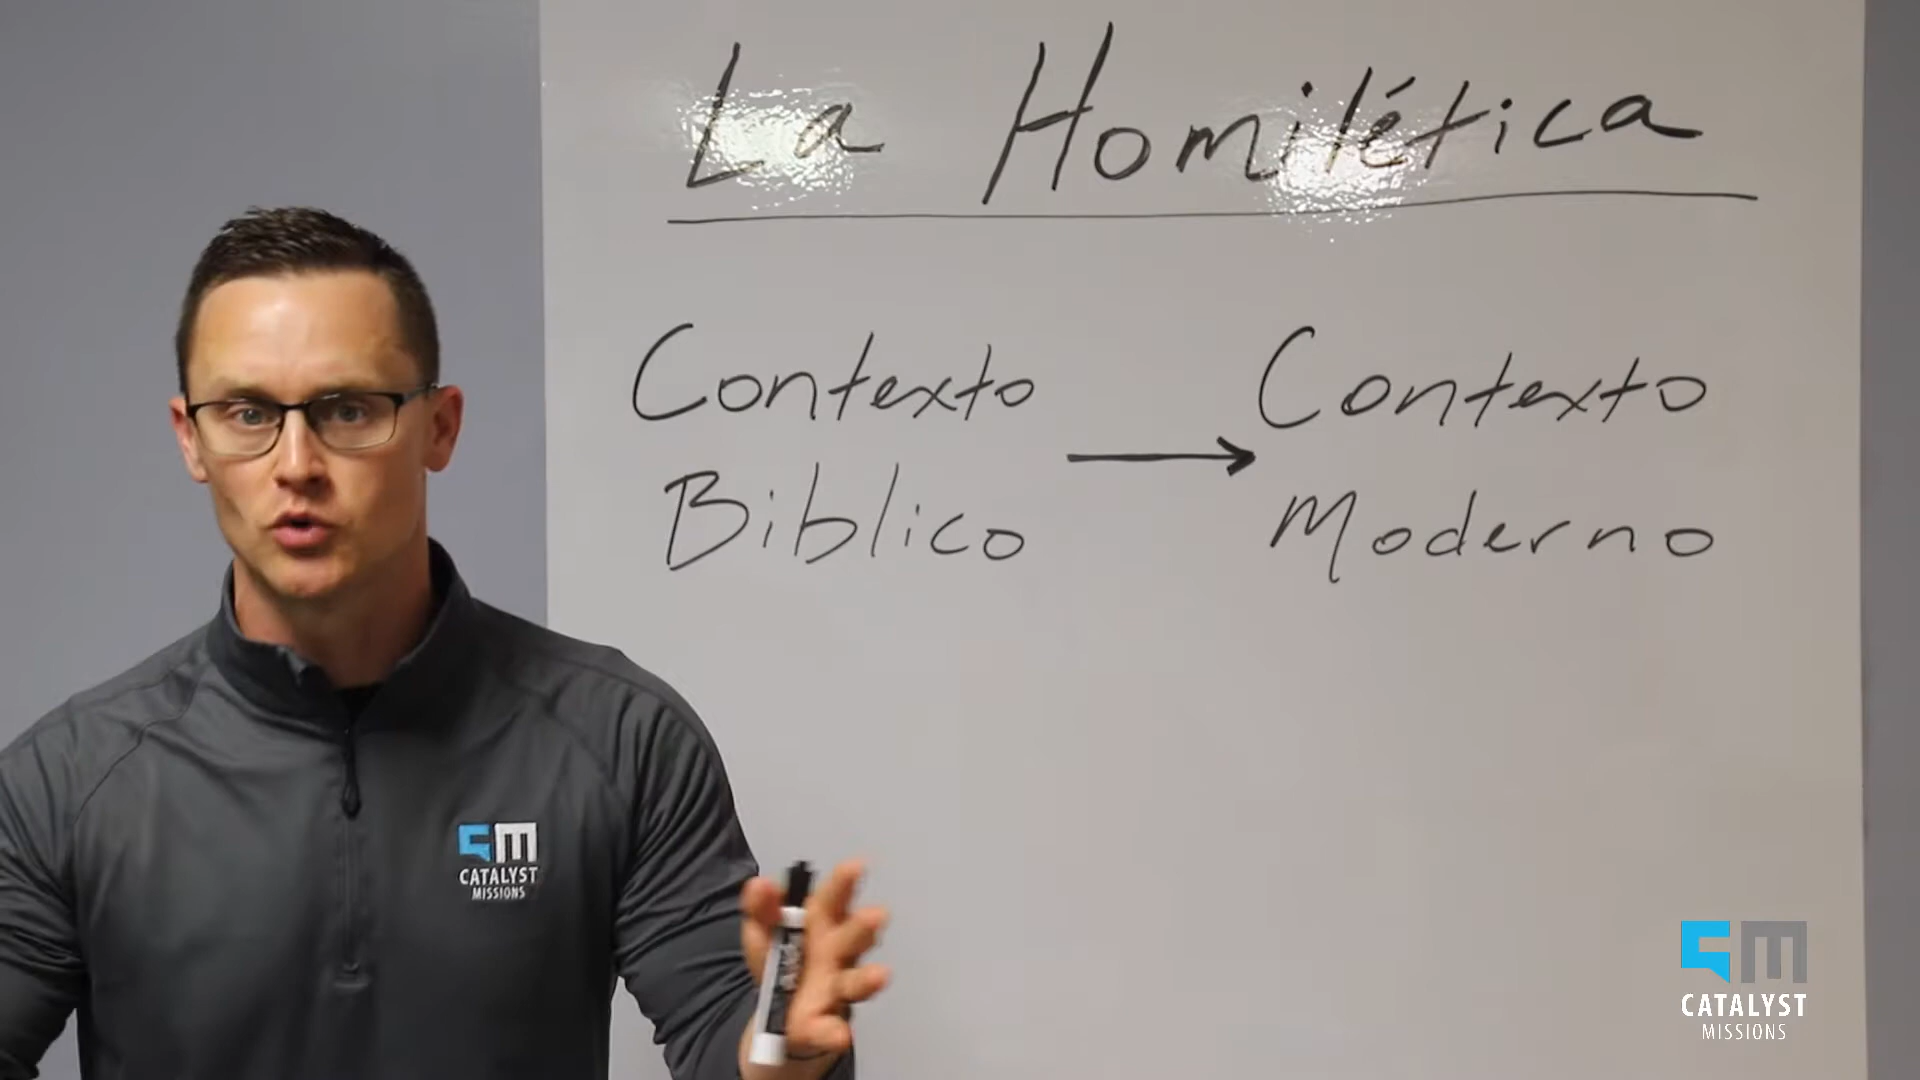 La Homilética
Contexto
Biblico
Contexto
Moderno
CATALYST
MISSIONS
CATALYST
MISSIONS